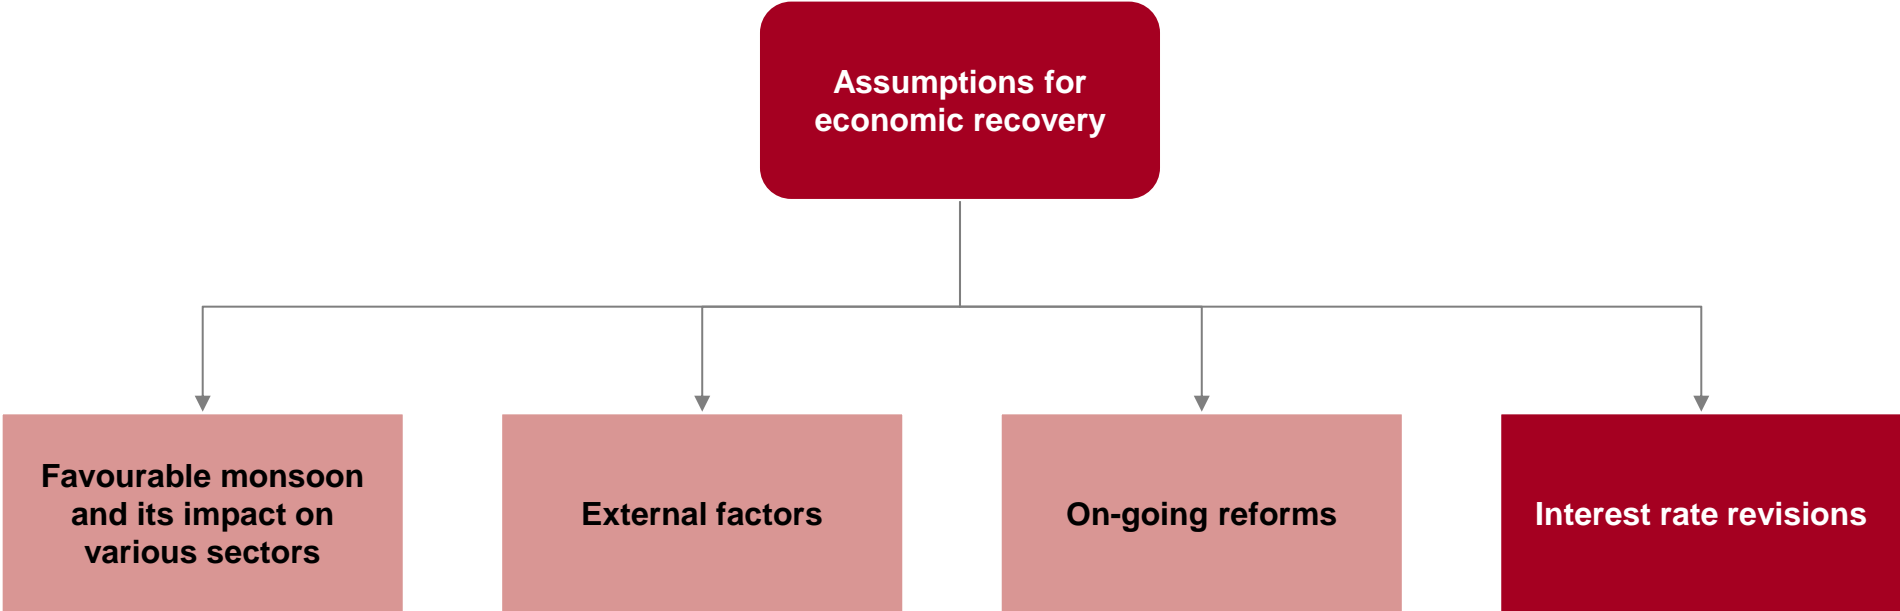 Assumptions for
economic recovery
Favourable monsoon
and its impact on
various sectors
External factors
On-going reforms
Interest rate revisions